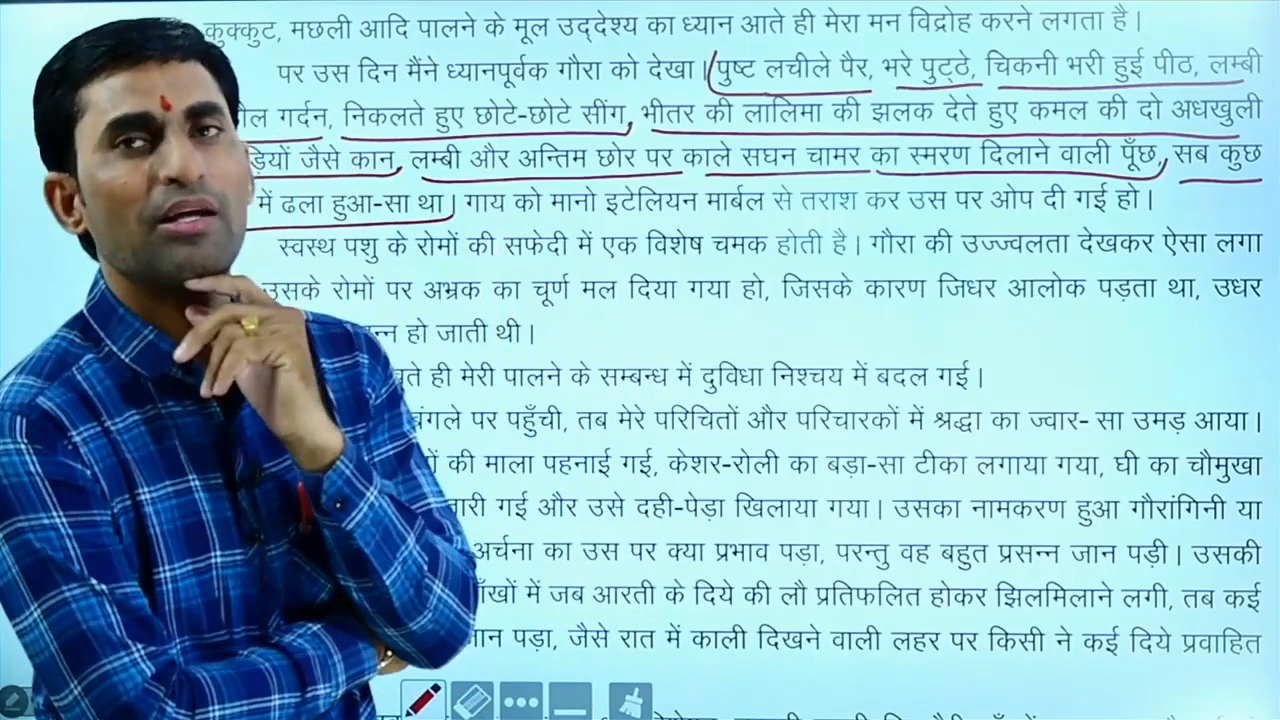 कुक्कुट, मछली आदि पालने के मूल उद्देश्य का ध्यान आते ही मेरा मन विद्रोह करने लगता है।
पर उस दिन मैंने ध्यानपूर्वक गौरा को देखा। पुष्ट लचीले पैर, भरे पुट्ठे, चिकनी भरी हुई पीठ, लम्बी
गर्दन, निकलते हुए छोटे-छोटे सींग, भीतर की लालिमा की झलक देते हुए कमल की दो अधखुली
जैसे कान, लम्बी और अन्तिम छोर पर काले सघन चामर का स्मरण दिलाने वाली पूँछ, सब कुछ
में ढला हुआ-सा था। गाय को मानो इटेलियन मार्बल से तराश कर उस पर ओप दी गई हो।
स्वस्थ पशु के रोमों की सफेदी में एक विशेष चमक होती है। गौरा की उज्ज्वलता देखकर ऐसा लगा
उसके रोमों पर अभ्रक का चूर्ण मल दिया गया हो, जिसके कारण जिधर आलोक पड़ता था, उधर
हो जाती थी।
ही मेरी पालने के सम्बन्ध में दुविधा निश्चय में बदल गई।
बंगले पर पहुँची, तब मेरे परिचितों और परिचारकों में श्रद्धा का ज्वार- सा उमड़ आया।
की माला पहनाई गई, केशर-रोली का बड़ा-सा टीका लगाया गया, घी का चौमुखा
गई और उसे दही-पेड़ा खिलाया गया। उसका नामकरण हुआ गौरांगिनी या
अर्चना का उस पर क्या प्रभाव पड़ा, परन्तु वह बहुत प्रसन्न जान पड़ी। उसकी
में जब आरती के दिये की लौ प्रतिफलित होकर झिलमिलाने लगी, तब कई
पड़ा, जैसे रात में काली दिखने वाली लहर पर किसी ने कई दिये प्रवाहित